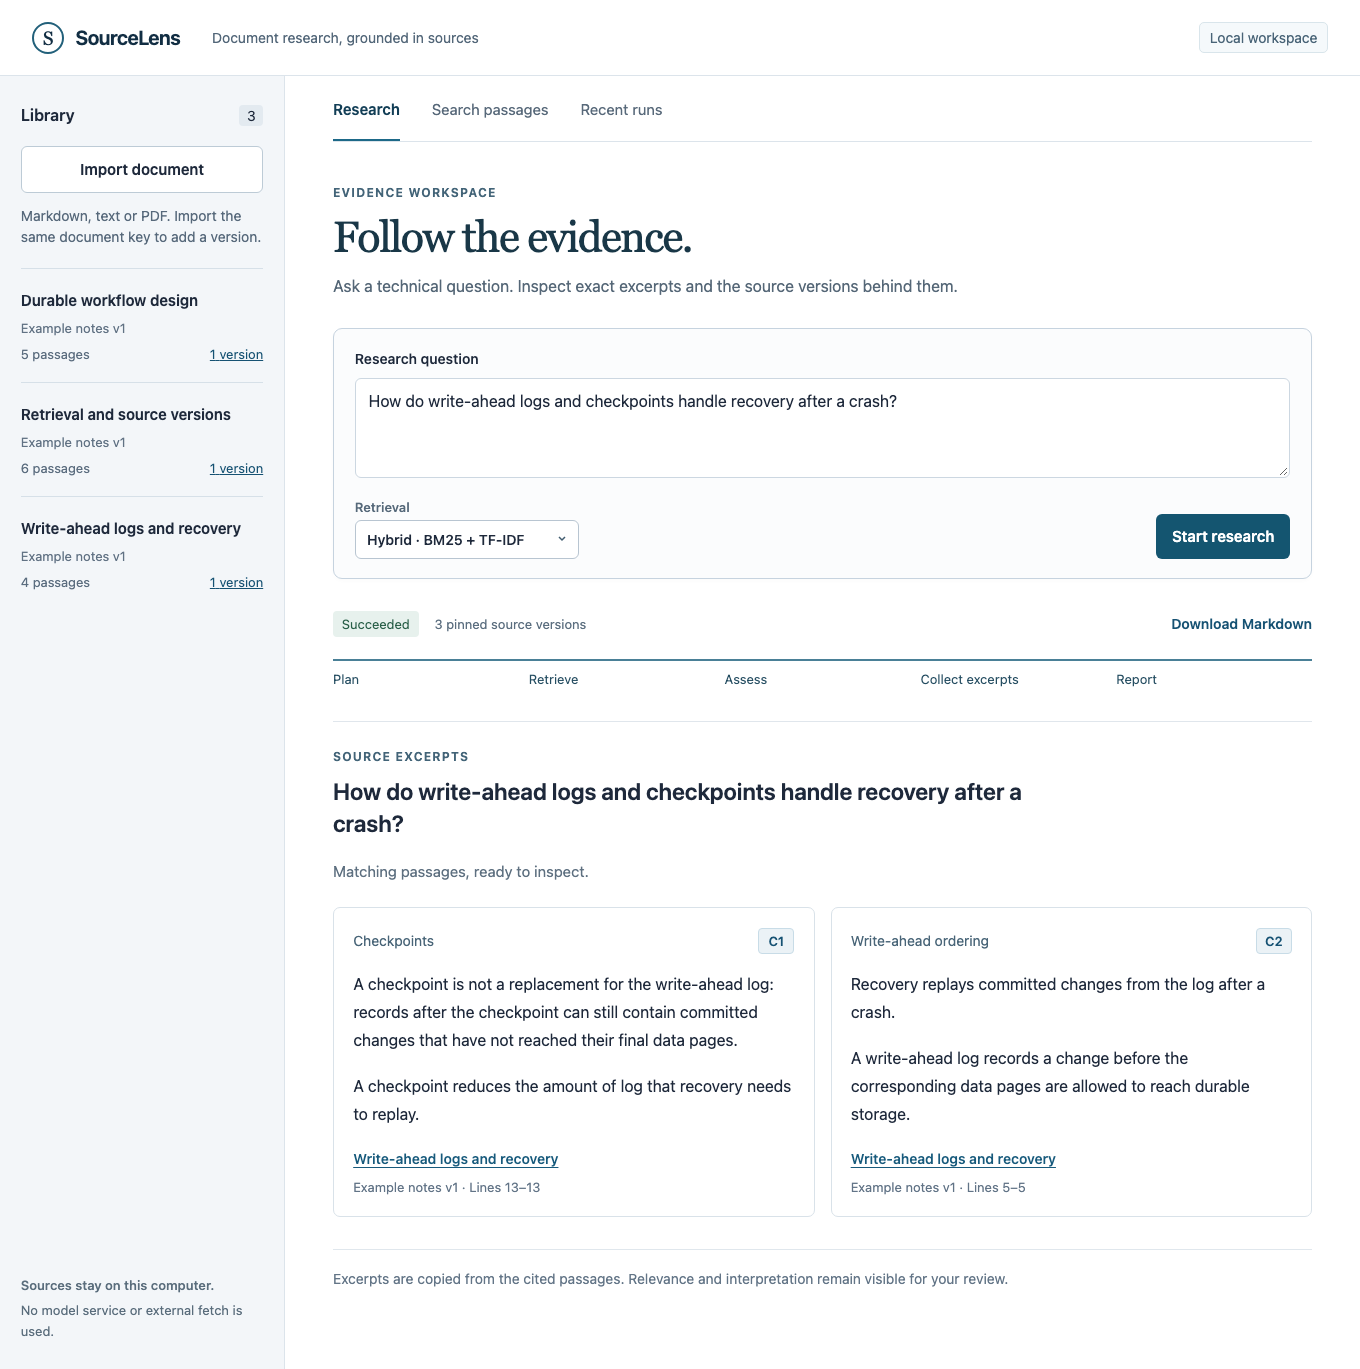 S SourceLens Document research, grounded in sources Local workspace
Library 3
Import document
Markdown, text or PDF. Import the
same document key to add a version.
Durable workflow design
Example notes v1
5 passages 1 version
Retrieval and source versions
Example notes v1
6 passages 1 version
Write-ahead logs and recovery
Example notes v1
4 passages 1 version
Sources stay on this computer.
No model service or external fetch is
used.
Research Search passages Recent runs
EVIDENCE WORKSPACE
Follow the evidence.
Ask a technical question. Inspect exact excerpts and the source versions behind them.
Research question
How do write-ahead logs and checkpoints handle recovery after a crash?
Retrieval
Hybrid · BM25 + TF-IDF
Start research
Succeeded 3 pinned source versions Download Markdown
Plan Retrieve Assess Collect excerpts Report
SOURCE EXCERPTS
How do write-ahead logs and checkpoints handle recovery after a
crash?
Matching passages, ready to inspect.
Checkpoints C1
A checkpoint is not a replacement for the write-ahead log:
records after the checkpoint can still contain committed
changes that have not reached their final data pages.
A checkpoint reduces the amount of log that recovery needs
to replay.
Write-ahead logs and recovery
Example notes v1 · Lines 13–13
Write-ahead ordering C2
Recovery replays committed changes from the log after a
crash.
A write-ahead log records a change before the
corresponding data pages are allowed to reach durable
storage.
Write-ahead logs and recovery
Example notes v1 · Lines 5–5
Excerpts are copied from the cited passages. Relevance and interpretation remain visible for your review.